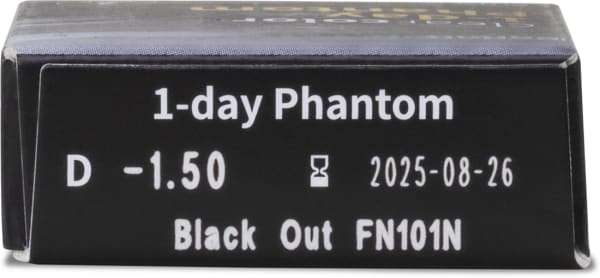 1-day Phantom
D -1.50 2025-08-26
Black Out FN101N